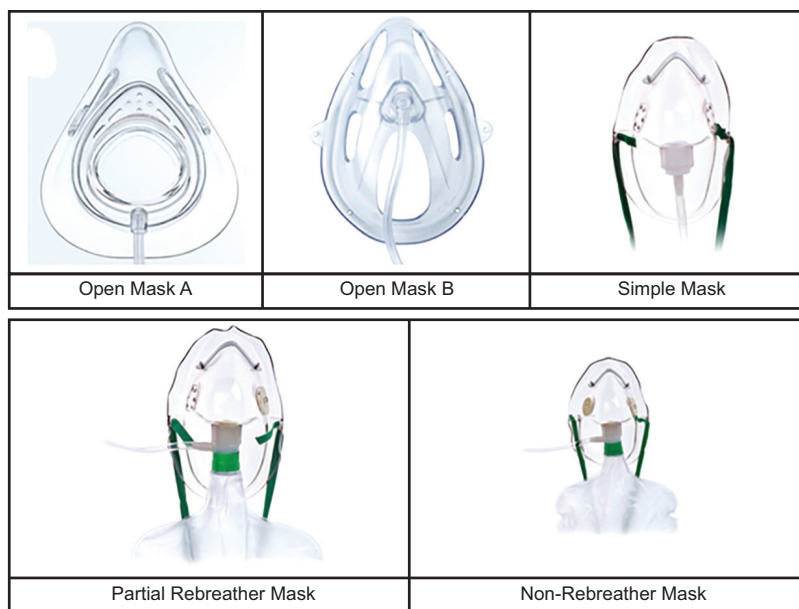 Open Mask A
Open Mask B
Simple Mask
Partial Rebreather Mask
Non-Rebreather Mask